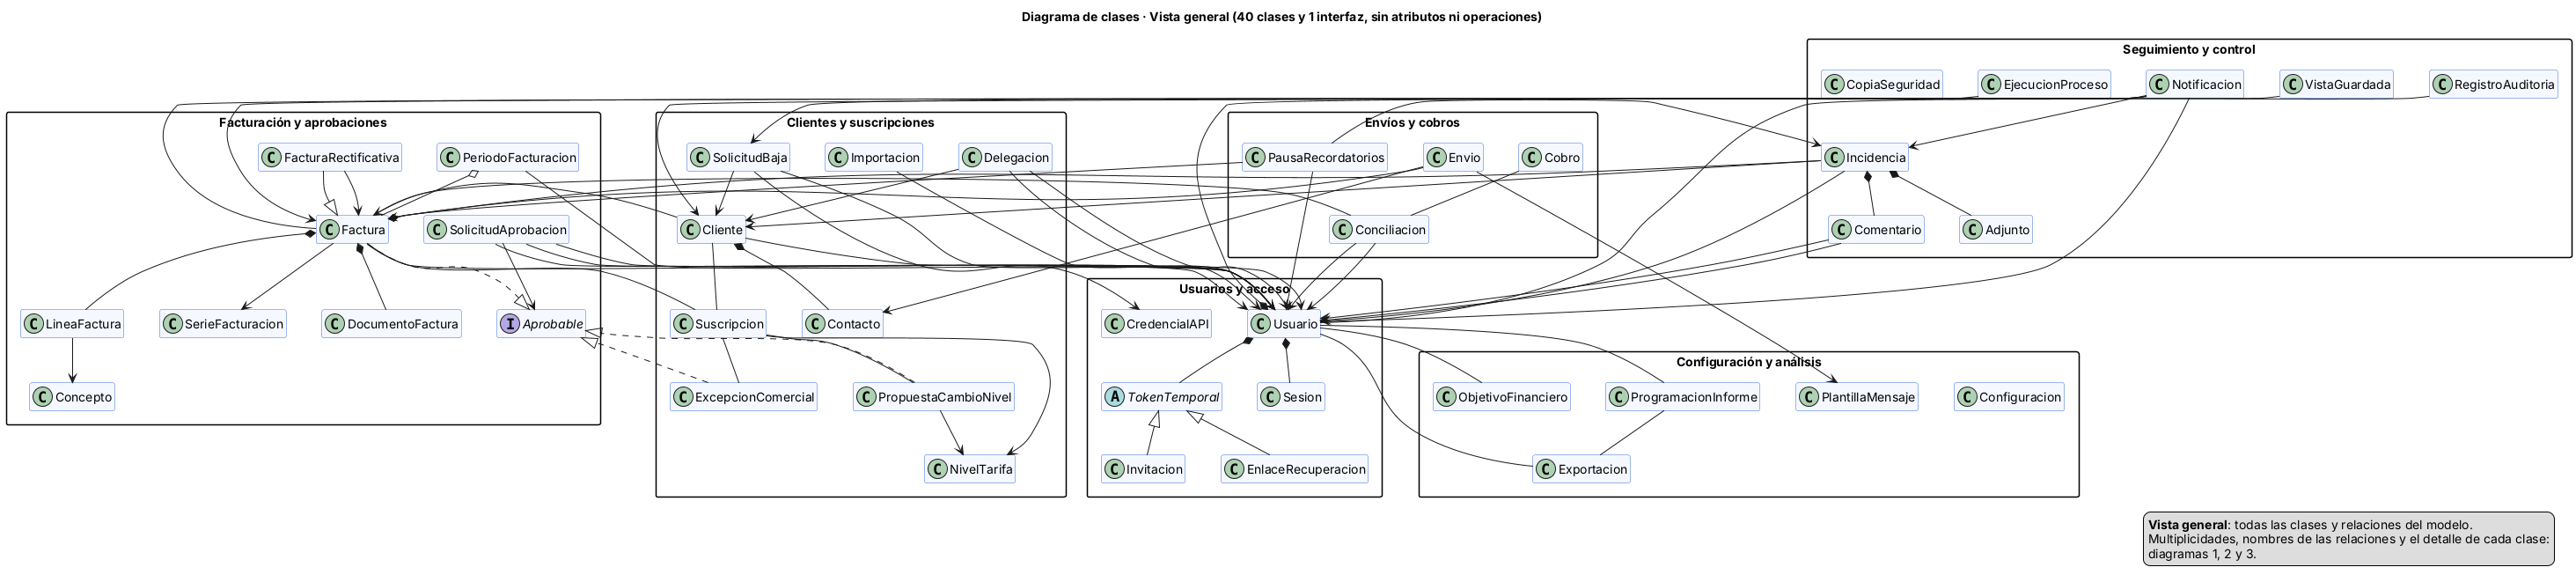 Diagrama de clases · Vista general (40 clases y 1 interfaz, sin atributos ni operaciones)
Seguimiento y control
C CopiaSeguridad
C EjecucionProceso
C Notificacion
C VistaGuardada
C RegistroAuditoria
C Incidencia
C Comentario
C Adjunto
Facturación y aprobaciones
C FacturaRectificativa
C PeriodoFacturacion
C Factura
C SolicitudAprobacion
C LineaFactura
C SerieFacturacion
C DocumentoFactura
I Aprobable
C Concepto
Clientes y suscripciones
C SolicitudBaja
C Importacion
C Delegacion
C Cliente
C Suscripcion
C Contacto
C ExcepcionComercial
C PropuestaCambioNivel
C NivelTarifa
Envíos y cobros
C PausaRecordatorios
C Envio
C Cobro
C Conciliacion
Usuarios y acceso
C CredencialAPI
C Usuario
A TokenTemporal
C Sesion
C Invitacion
C EnlaceRecuperacion
Configuración y análisis
C ObjetivoFinanciero
C ProgramacionInforme
C PlantillaMensaje
C Configuracion
C Exportacion
Vista general: todas las clases y relaciones del modelo.
Multiplicidades, nombres de las relaciones y el detalle de cada clase:
diagramas 1, 2 y 3.